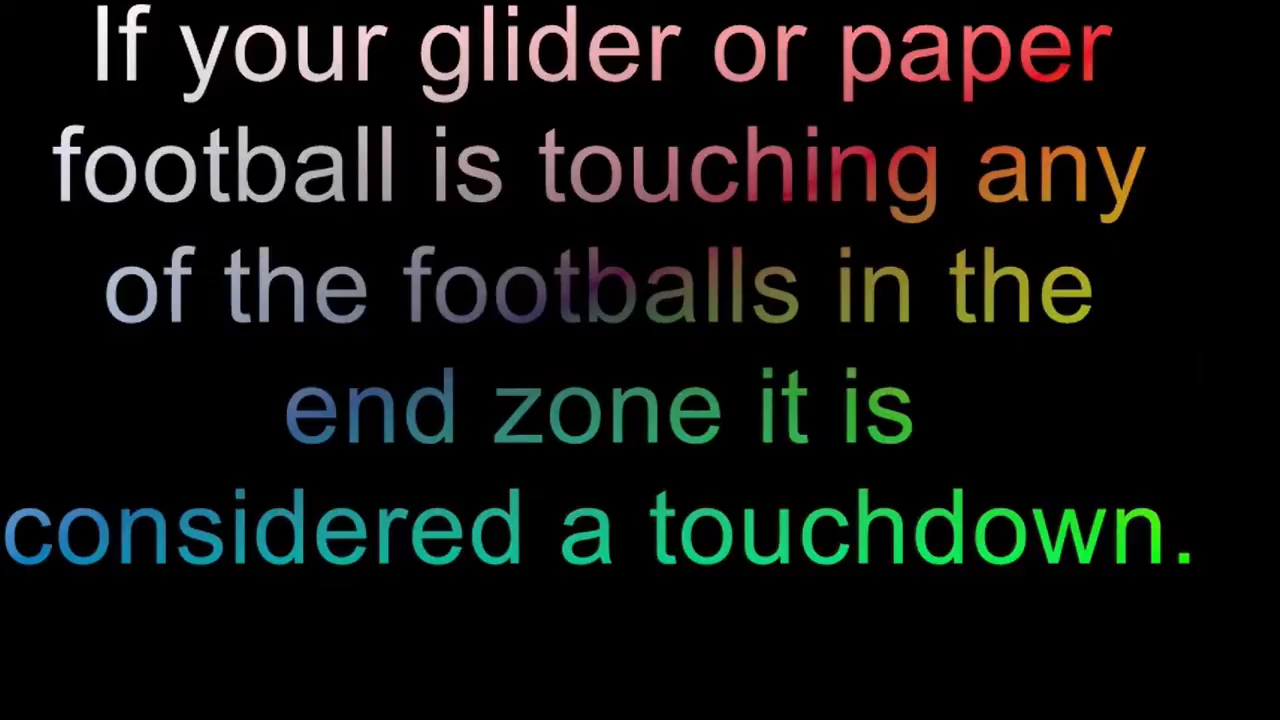 If your glider or paper
football is touching any
of the footballs in the
end zone it is
considered a touchdown.